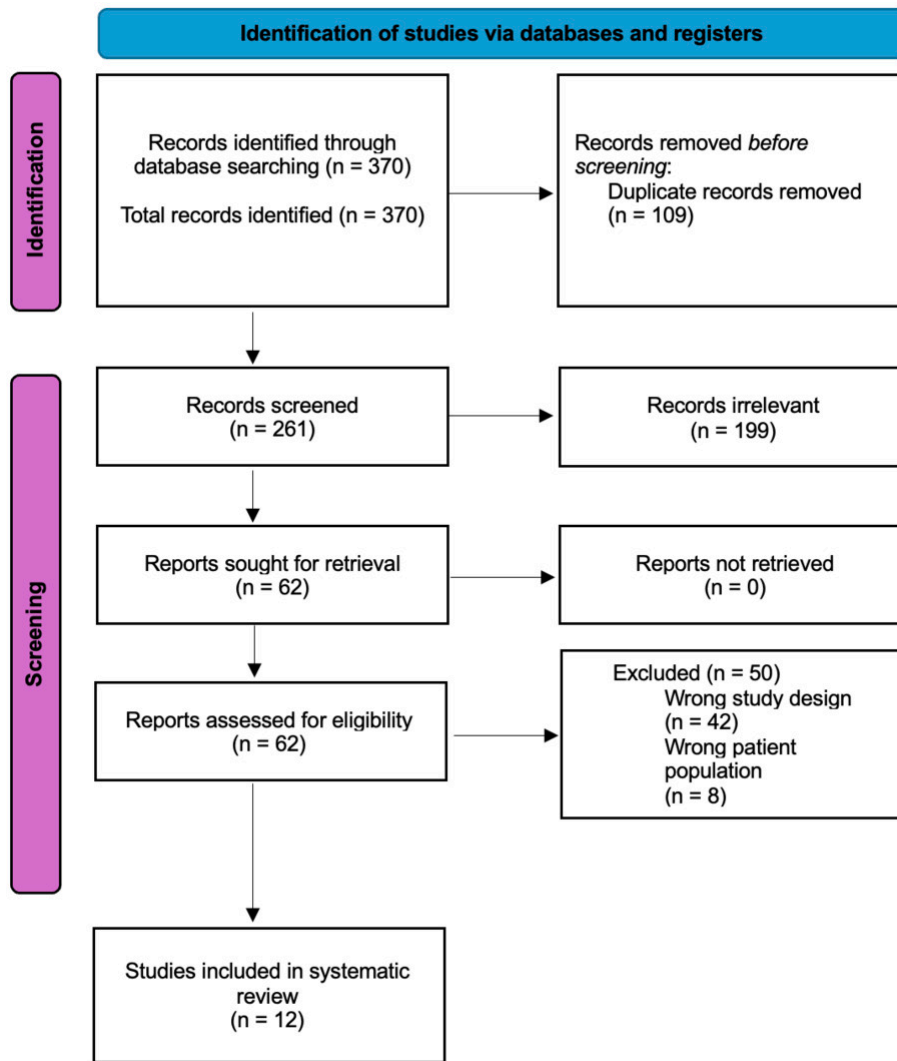 Identification of studies via databases and registers
Identification
Records identified through
database searching (n = 370)
Total records identified (n = 370)
Records removed before
screening:
Duplicate records removed
(n = 109)
Screening
Records screened
(n = 261)
Records irrelevant
(n = 199)
Reports sought for retrieval
(n = 62)
Reports not retrieved
(n = 0)
Reports assessed for eligibility
(n = 62)
Excluded (n = 50)
Wrong study design
(n = 42)
Wrong patient
population
(n = 8)
Studies included in systematic
review
(n = 12)